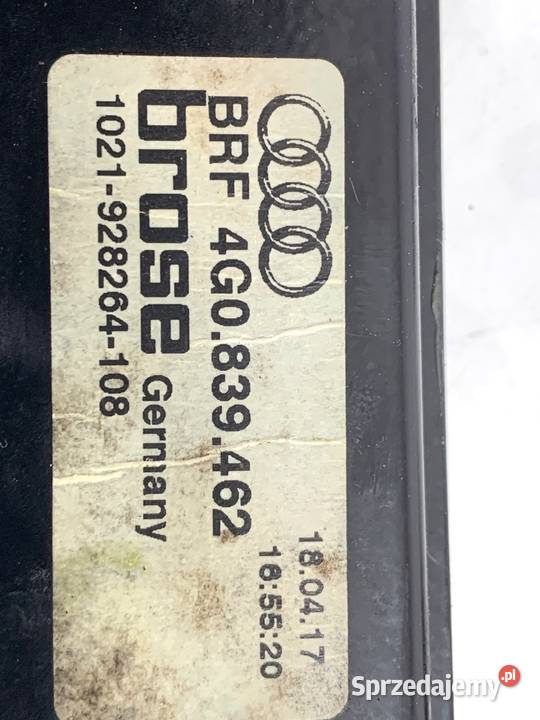 BRF 4G0.839.462
brose Germany
1021-928264-108
18.04.17
16:55:20
Sprzedajemy.pl